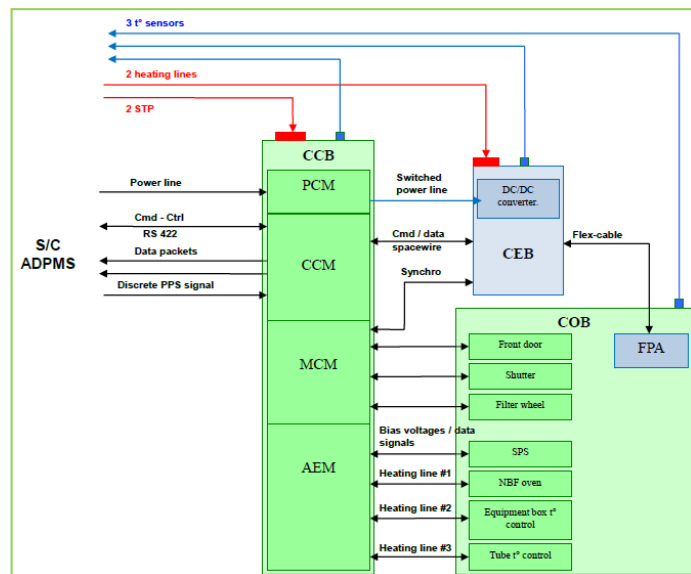 3 t° sensors
2 heating lines
2 STP
CCB
PCM
Power line
Switched
power line
DC/DC
converter.
CEB
S/C
ADPMS
Cmd - Ctrl
RS 422
Data packets
Discrete PPS signal
CCM
Cmd / data
spacewire
Synchro
Flex-cable
COB
FPA
MCM
Front door
Shutter
Filter wheel
AEM
Bias voltages / data
signals
SPS
Heating line #1
NBF oven
Heating line #2
Equipment box t°
control
Heating line #3
Tube t° control